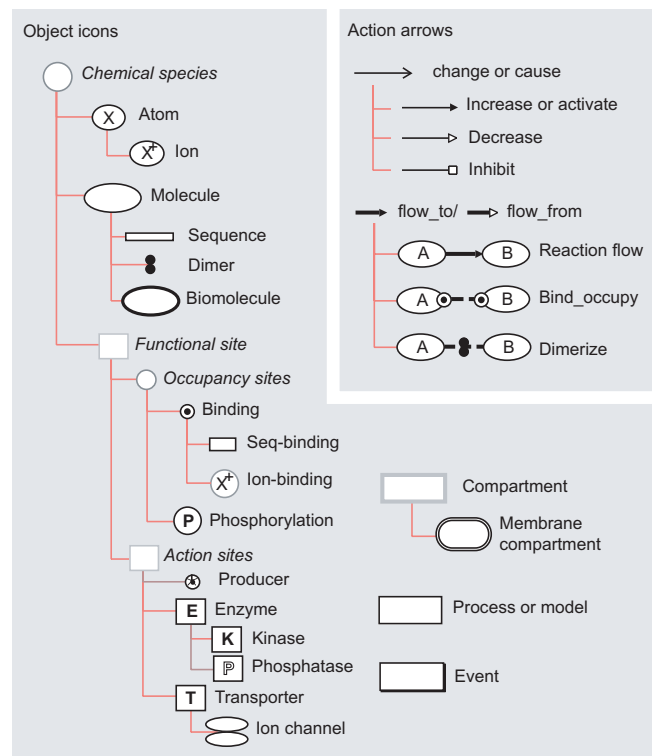 Object icons
Chemical species
X
Atom
X+
Ion
Molecule
Sequence
Dimer
Biomolecule
Functional site
Occupancy sites
Binding
Seq-binding
X+
Ion-binding
P
Phosphorylation
Action sites
Producer
E
Enzyme
K
Kinase
P
Phosphatase
T
Transporter
Ion channel
Action arrows
change or cause
Increase or activate
Decrease
Inhibit
flow_to/ flow_from
A B Reaction flow
A B Bind_occupy
A B Dimerize
Compartment
Membrane
compartment
Process or model
Event